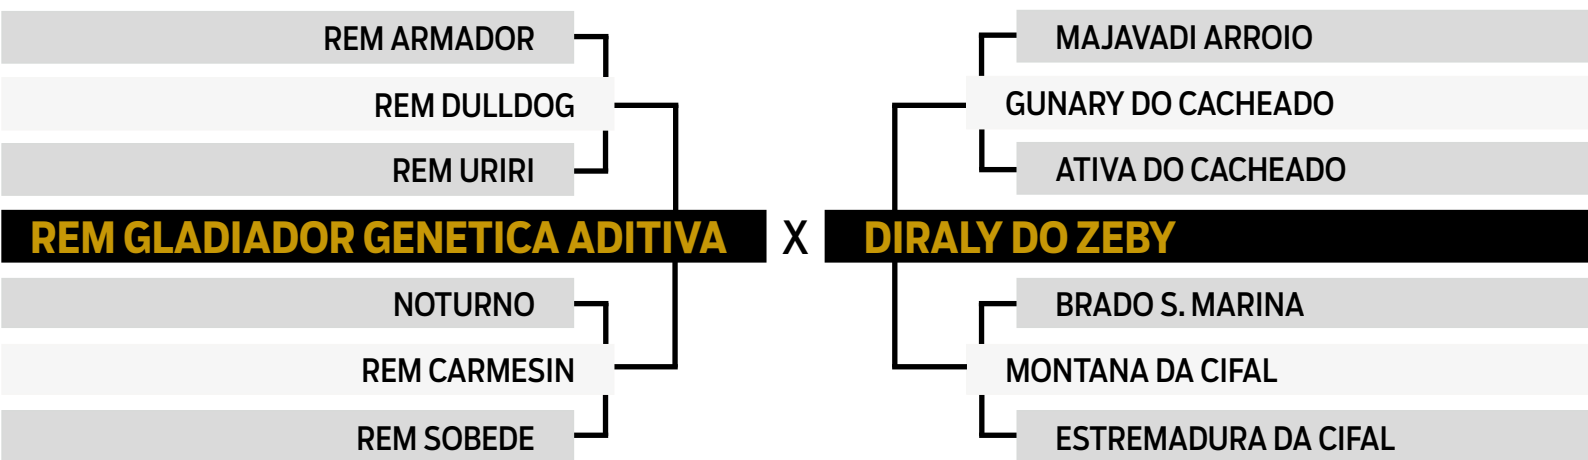 REM ARMADOR
MAJAVADI ARROIO
REM DULLDOG
GUNARY DO CACHEADO
REM URIRI
ATIVA DO CACHEADO
REM GLADIADOR GENETICA ADITIVA X DIRALY DO ZEBY
NOTURNO
BRADO S. MARINA
REM CARMESIN
MONTANA DA CIFAL
REM SOBEDE
ESTREMADURA DA CIFAL